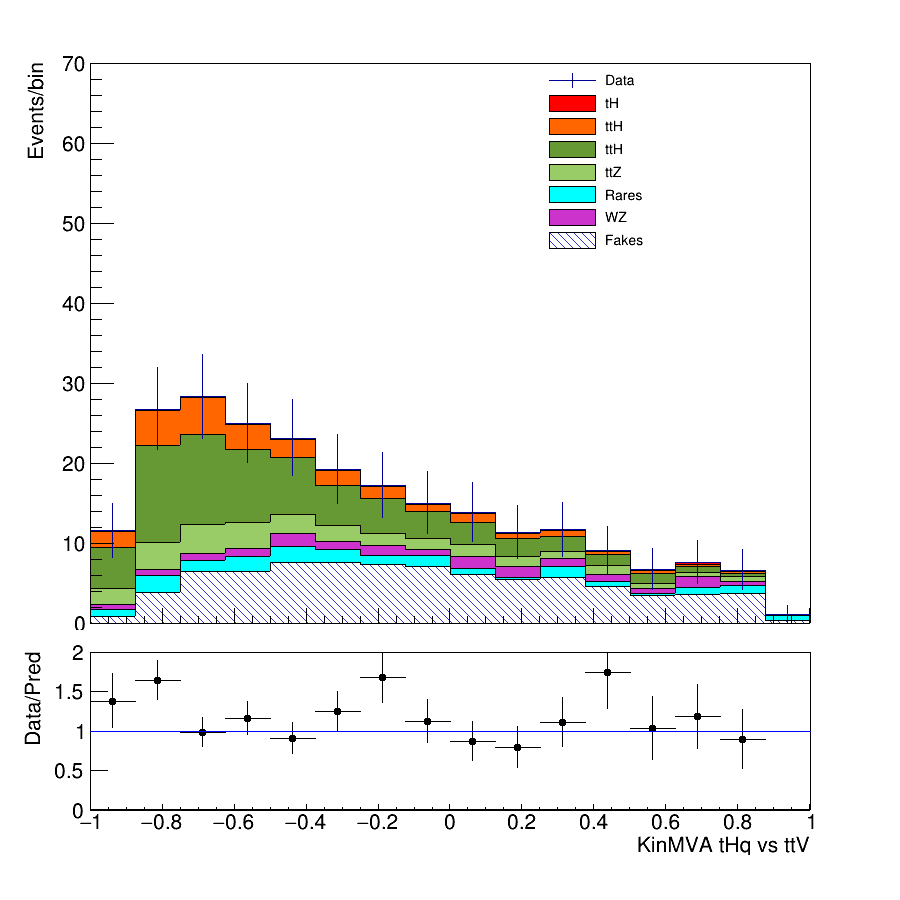 Events/bin
70
60
50
40
30
20
10
0
Data
tH
ttH
ttH
ttZ
Rares
WZ
Fakes
Data/Pred
2
1.5
1
0.5
0
−1 −0.8 −0.6 −0.4 −0.2 0 0.2 0.4 0.6 0.8 1
KinMVA tHq vs ttV